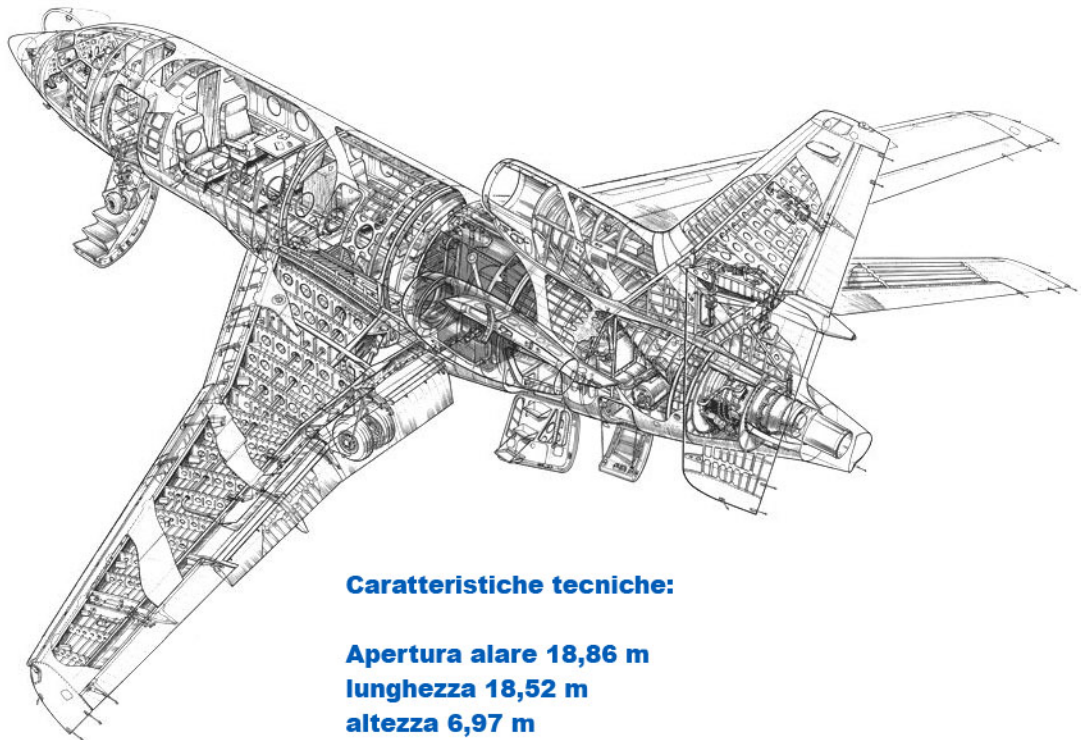 Caratteristiche tecniche:
Apertura alare 18,86 m
lunghezza 18,52 m
altezza 6,97 m